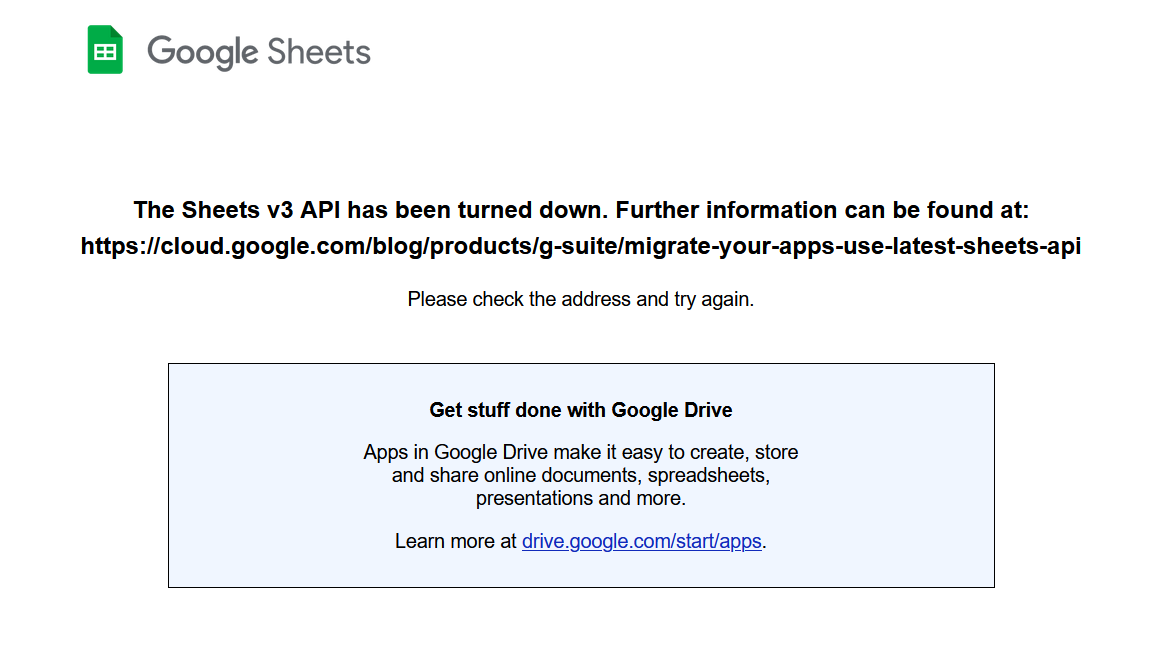 Google Sheets
The Sheets v3 API has been turned down. Further information can be found at:
https://cloud.google.com/blog/products/g-suite/migrate-your-apps-use-latest-sheets-api
Please check the address and try again.
Get stuff done with Google Drive
Apps in Google Drive make it easy to create, store
and share online documents, spreadsheets,
presentations and more.
Learn more at drive.google.com/start/apps.